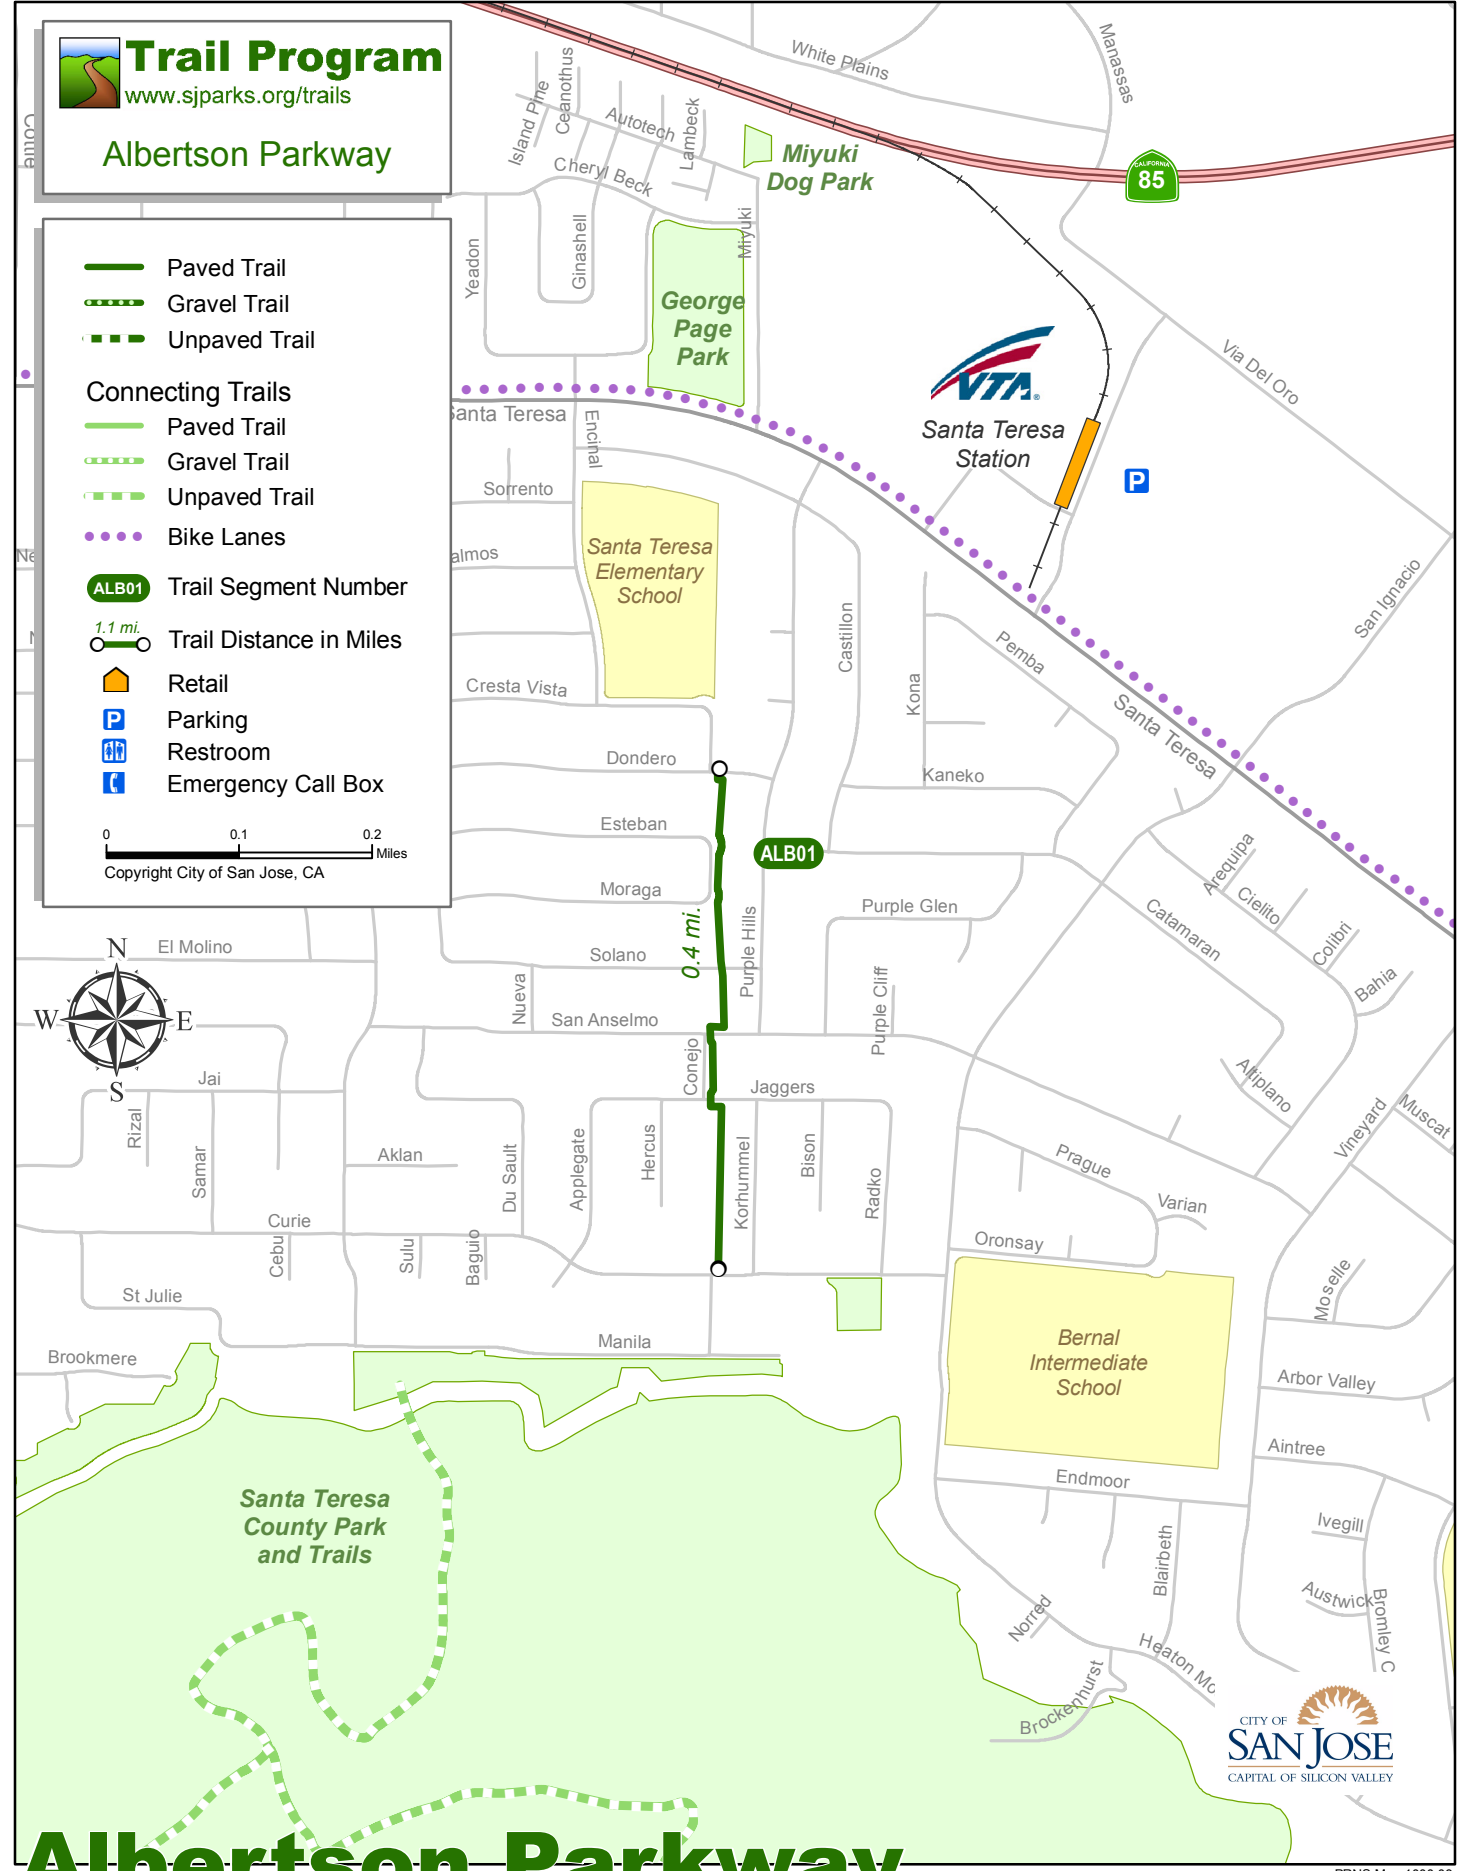 Trail Program
www.sjparks.org/trails
Albertson Parkway
Paved Trail
Gravel Trail
Unpaved Trail
Connecting Trails
Paved Trail
Gravel Trail
Unpaved Trail
Bike Lanes
ALB01
Trail Segment Number
1.1 mi.
Trail Distance in Miles
Retail
P
Parking
Restroom
Emergency Call Box
0
0.1
0.2
Miles
Copyright City of San Jose, CA
White Plains
Manassas
Island Pine
Ceanothus
Autotech
Lambeck
Cheryl Beck
Miyuki
Dog Park
CALIFORNIA
85
Yeadon
Ginashell
Miyuki
George
Page
Park
VTA
Santa Teresa
Station
P
Via Del Oro
Santa Teresa
Encinal
Sorrento
almos
Santa Teresa
Elementary
School
Castillon
Kona
Pemba
San Ignacio
Santa Teresa
Cresta Vista
Dondero
Kaneko
Esteban
ALB01
Moraga
Purple Glen
Arequipa
Cielito
Colibri
Bahia
Catamaran
0.4 mi.
Purple Hills
Purple Cliff
El Molino
Solano
Nueva
San Anselmo
N
W
E
S
Conejo
Jaggers
Altiplano
Vineyard
Muscat
Jai
Rizal
Samar
Aklan
Du Sault
Applegate
Hercus
Korhummel
Bison
Radko
Prague
Varian
Oronsay
Curie
Cebu
Sulu
Baguio
St Julie
Manila
Brookmere
Moselle
Bernal
Intermediate
School
Arbor Valley
Aintree
Endmoor
Ivegill
Blairbeth
Austwick
Bromley C
Norred
Heaton Mo
Brockenhurst
Santa Teresa
County Park
and Trails
CITY OF
SAN JOSE
CAPITAL OF SILICON VALLEY
Albertson Parkway